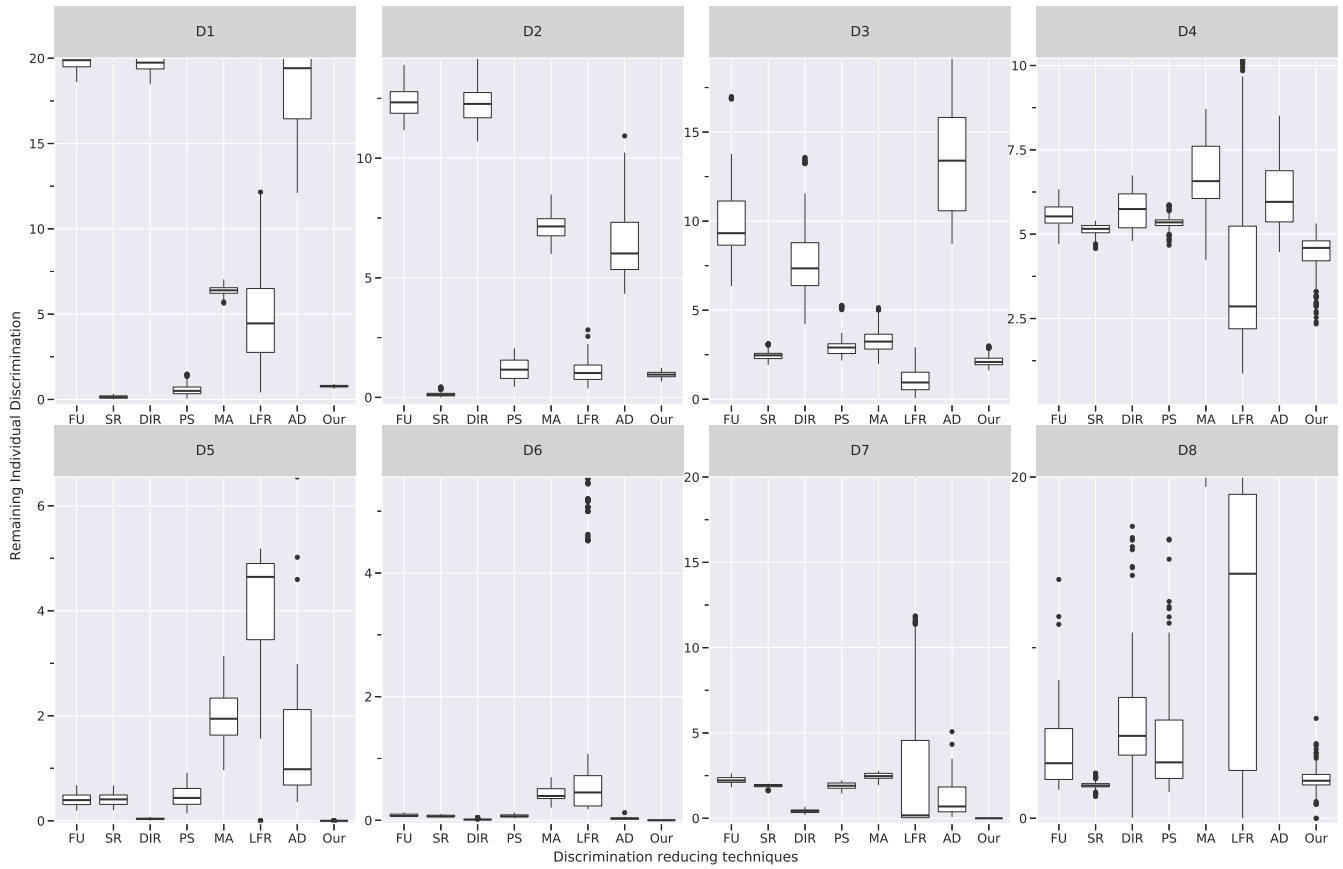 D1 D2 D3 D4
20
15
10
5
0
10
5
0
15
10
5
0
10
7.5
5
2.5
FU SR DIR PS MA LFR AD Our
FU SR DIR PS MA LFR AD Our
FU SR DIR PS MA LFR AD Our
FU SR DIR PS MA LFR AD Our
Remaining Individual Discrimination
D5 D6 D7 D8
6
4
2
0
4
2
0
20
15
10
5
0
20
0
FU SR DIR PS MA LFR AD Our
FU SR DIR PS MA LFR AD Our
FU SR DIR PS MA LFR AD Our
FU SR DIR PS MA LFR AD Our
Discrimination reducing techniques